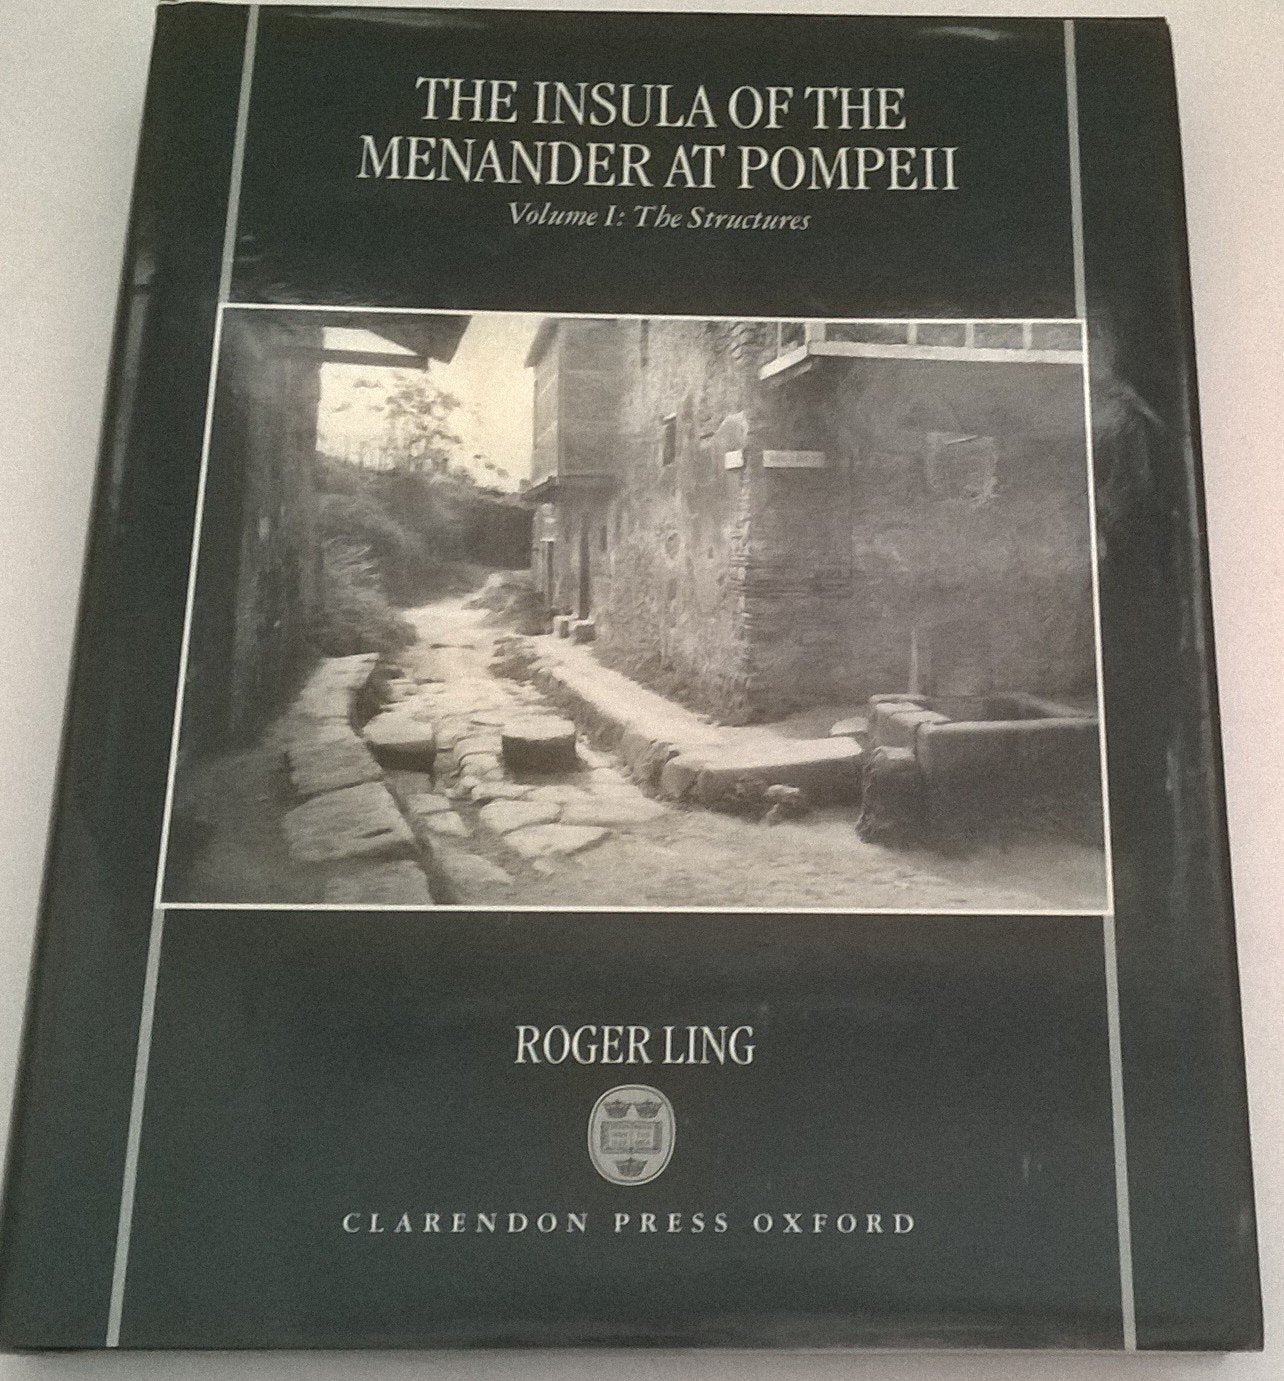 THE INSULA OF THE
MENANDER AT POMPEII
Volume I: The Structures
ROGER LING
CLARENDON PRESS OXFORD